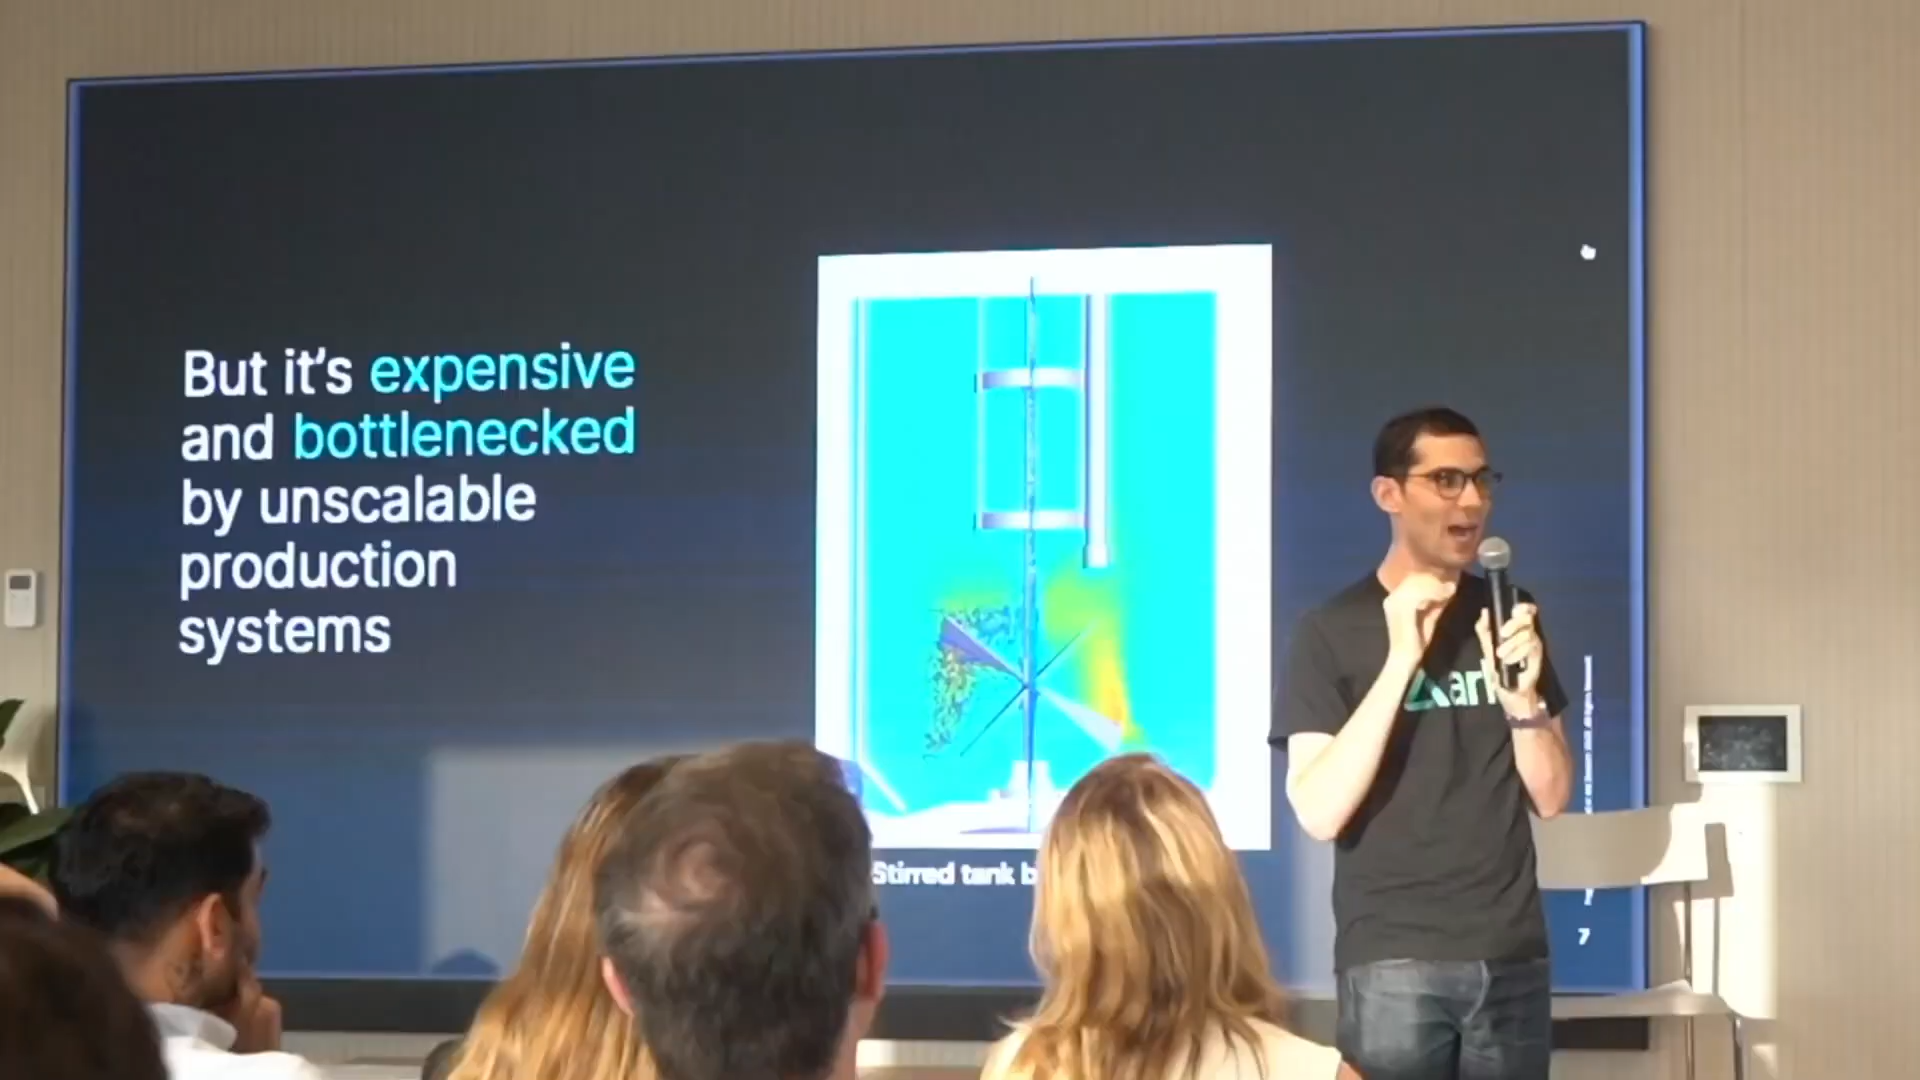 But it's expensive
and bottlenecked
by unscalable
production
systems
Stirred tank
7